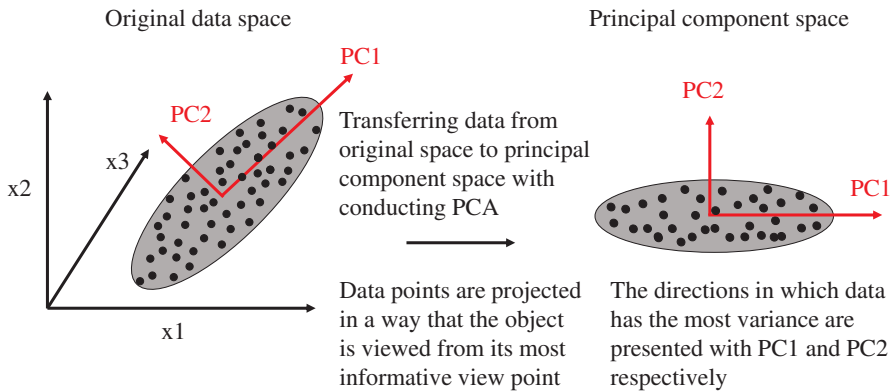 Original data space
Principal component space
PC1
PC2
x3
x2
x1
Transferring data from
original space to principal
component space with
conducting PCA
Data points are projected
in a way that the object
is viewed from its most
informative view point
PC2
PC1
The directions in which data
has the most variance are
presented with PC1 and PC2
respectively